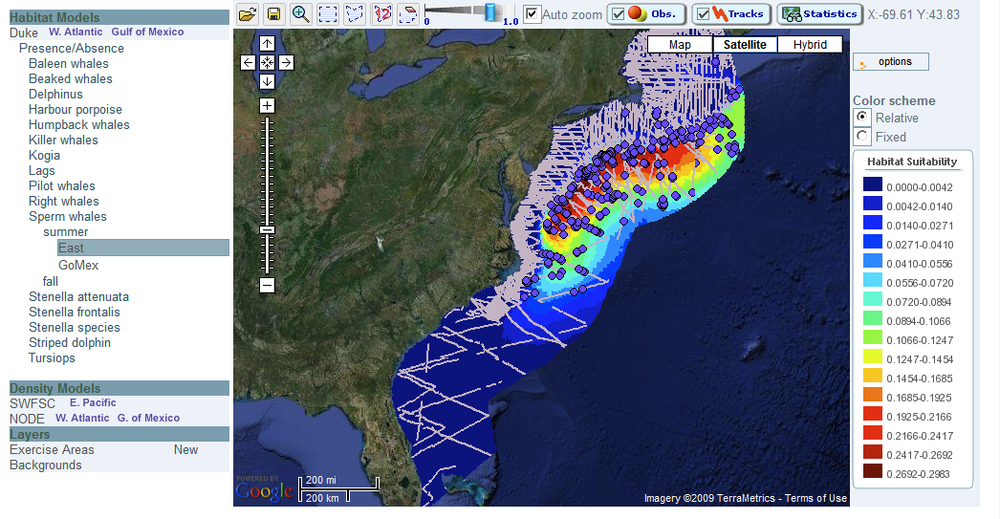 Habitat Models
Duke W. Atlantic Gulf of Mexico
Presence/Absence
Baleen whales
Beaked whales
Delphinus
Harbour porpoise
Humpback whales
Killer whales
Kogia
Lags
Pilot whales
Right whales
Sperm whales
summer
East
GoMex
fall
Stenella attenuata
Stenella frontalis
Stenella species
Striped dolphin
Tursiops
Density Models
SWFSC E. Pacific
NODE W. Atlantic G. of Mexico
Layers
Exercise Areas New
Backgrounds
123
0 1.0
Auto zoom
Obs.
Tracks
Statistics
X:-69.61 Y:43.83
Map Satellite Hybrid
POWERED BY
Google
200 mi
200 km
Imagery ©2009 TerraMetrics - Terms of Use
options
Color scheme
Relative
Fixed
Habitat Suitability
0.0000-0.0042
0.0042-0.0140
0.0140-0.0271
0.0271-0.0410
0.0410-0.0556
0.0556-0.0720
0.0720-0.0894
0.0894-0.1066
0.1066-0.1247
0.1247-0.1454
0.1454-0.1685
0.1685-0.1925
0.1925-0.2166
0.2166-0.2417
0.2417-0.2692
0.2692-0.2983